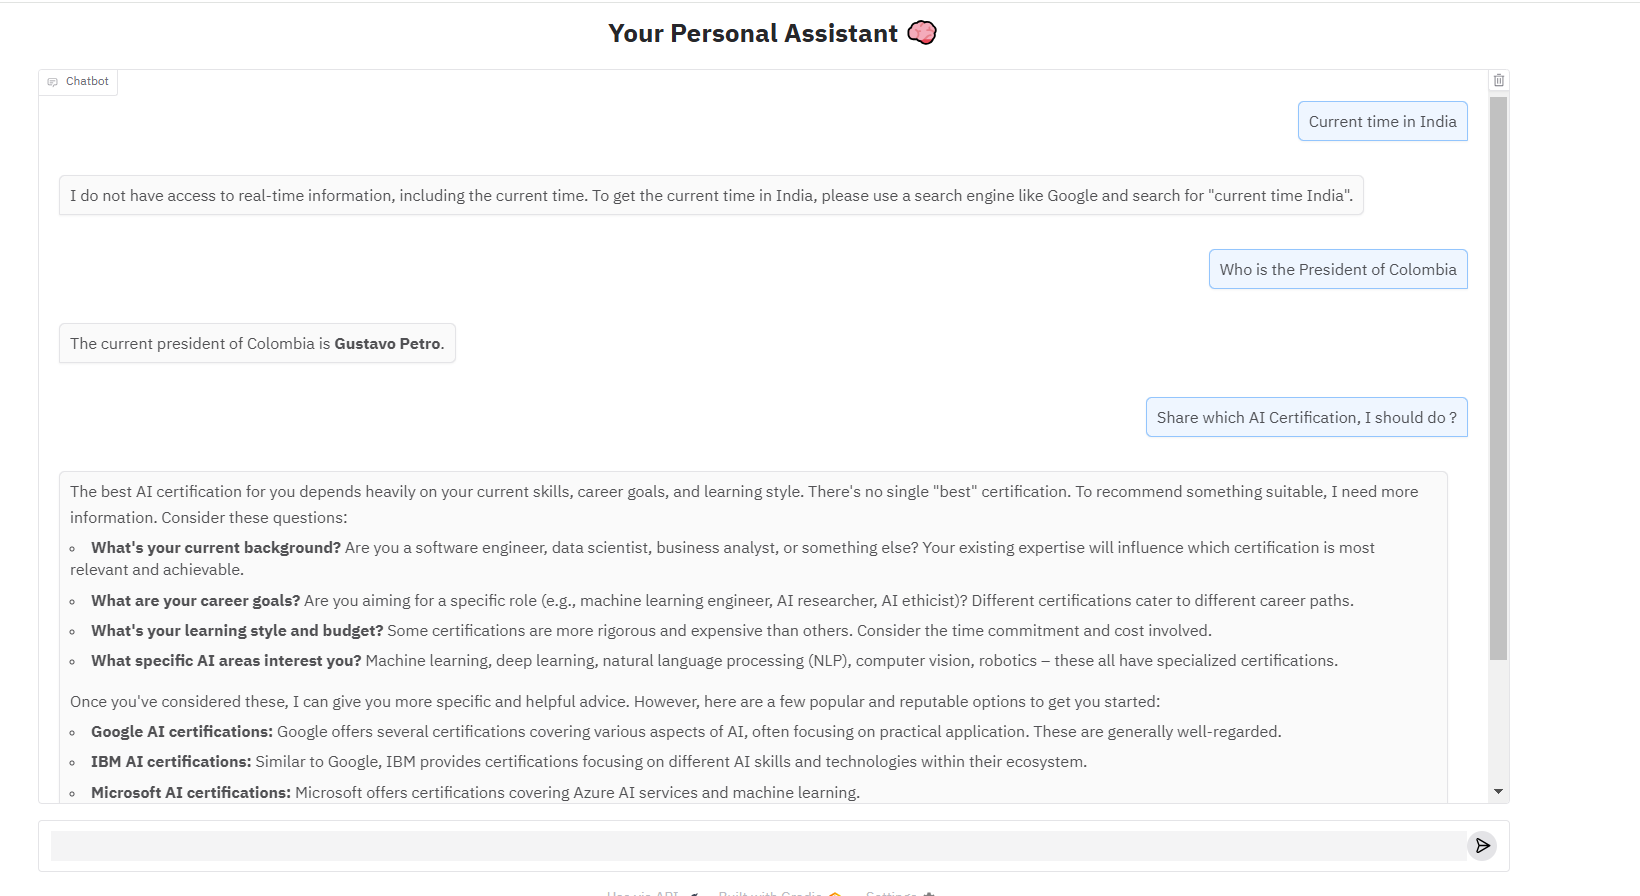 Your Personal Assistant
Chatbot
Current time in India
I do not have access to real-time information, including the current time. To get the current time in India, please use a search engine like Google and search for "current time India".
Who is the President of Colombia
The current president of Colombia is Gustavo Petro.
Share which AI Certification, I should do ?
The best AI certification for you depends heavily on your current skills, career goals, and learning style. There's no single "best" certification. To recommend something suitable, I need more
information. Consider these questions:
What's your current background? Are you a software engineer, data scientist, business analyst, or something else? Your existing expertise will influence which certification is most
relevant and achievable.
What are your career goals? Are you aiming for a specific role (e.g., machine learning engineer, AI researcher, AI ethicist)? Different certifications cater to different career paths.
What's your learning style and budget? Some certifications are more rigorous and expensive than others. Consider the time commitment and cost involved.
What specific AI areas interest you? Machine learning, deep learning, natural language processing (NLP), computer vision, robotics – these all have specialized certifications.
Once you've considered these, I can give you more specific and helpful advice. However, here are a few popular and reputable options to get you started:
Google AI certifications: Google offers several certifications covering various aspects of AI, often focusing on practical application. These are generally well-regarded.
IBM AI certifications: Similar to Google, IBM provides certifications focusing on different AI skills and technologies within their ecosystem.
Microsoft AI certifications: Microsoft offers certifications covering Azure AI services and machine learning.
Use via API Built with Gradio Settings